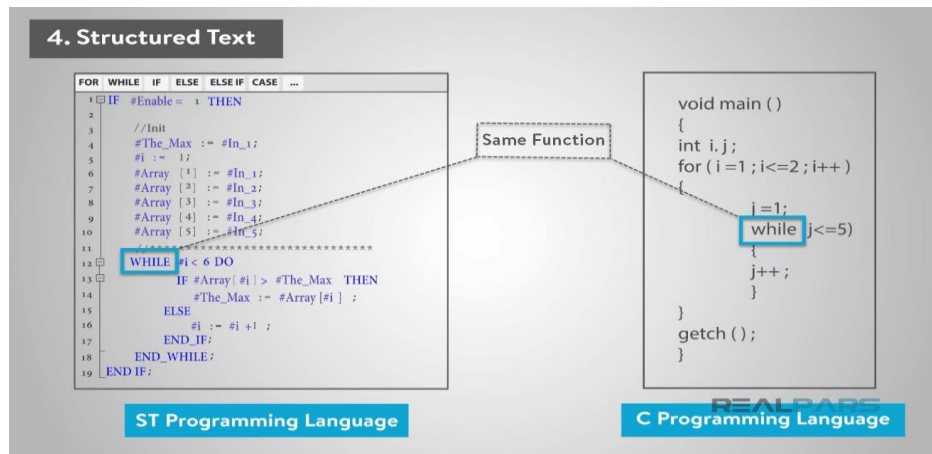 4. Structured Text
FOR WHILE IF ELSE ELSE IF CASE ...
1 IF #Enable = 1 THEN
2
3 //Init
4 #The_Max := #In_1;
5 #i := 1;
6 #Array [1] := #In_1;
7 #Array [2] := #In_2;
8 #Array [3] := #In_3;
9 #Array [4] := #In_4;
10 #Array [5] := #In_5;
11 //******************************
12 WHILE #i < 6 DO
13 IF #Array[ #i ] > #The_Max THEN
14 #The_Max := #Array [#i ] ;
15 ELSE
16 #i := #i +1 ;
17 END_IF;
18 END_WHILE;
19 END IF;
ST Programming Language
Same Function
void main ( )
{
int i. j ;
for ( i =1 ; i<=2 ; i++ )
{
j =1;
while j<=5)
{
j++ ;
}
}
getch ( ) ;
}
REALPARS
C Programming Language